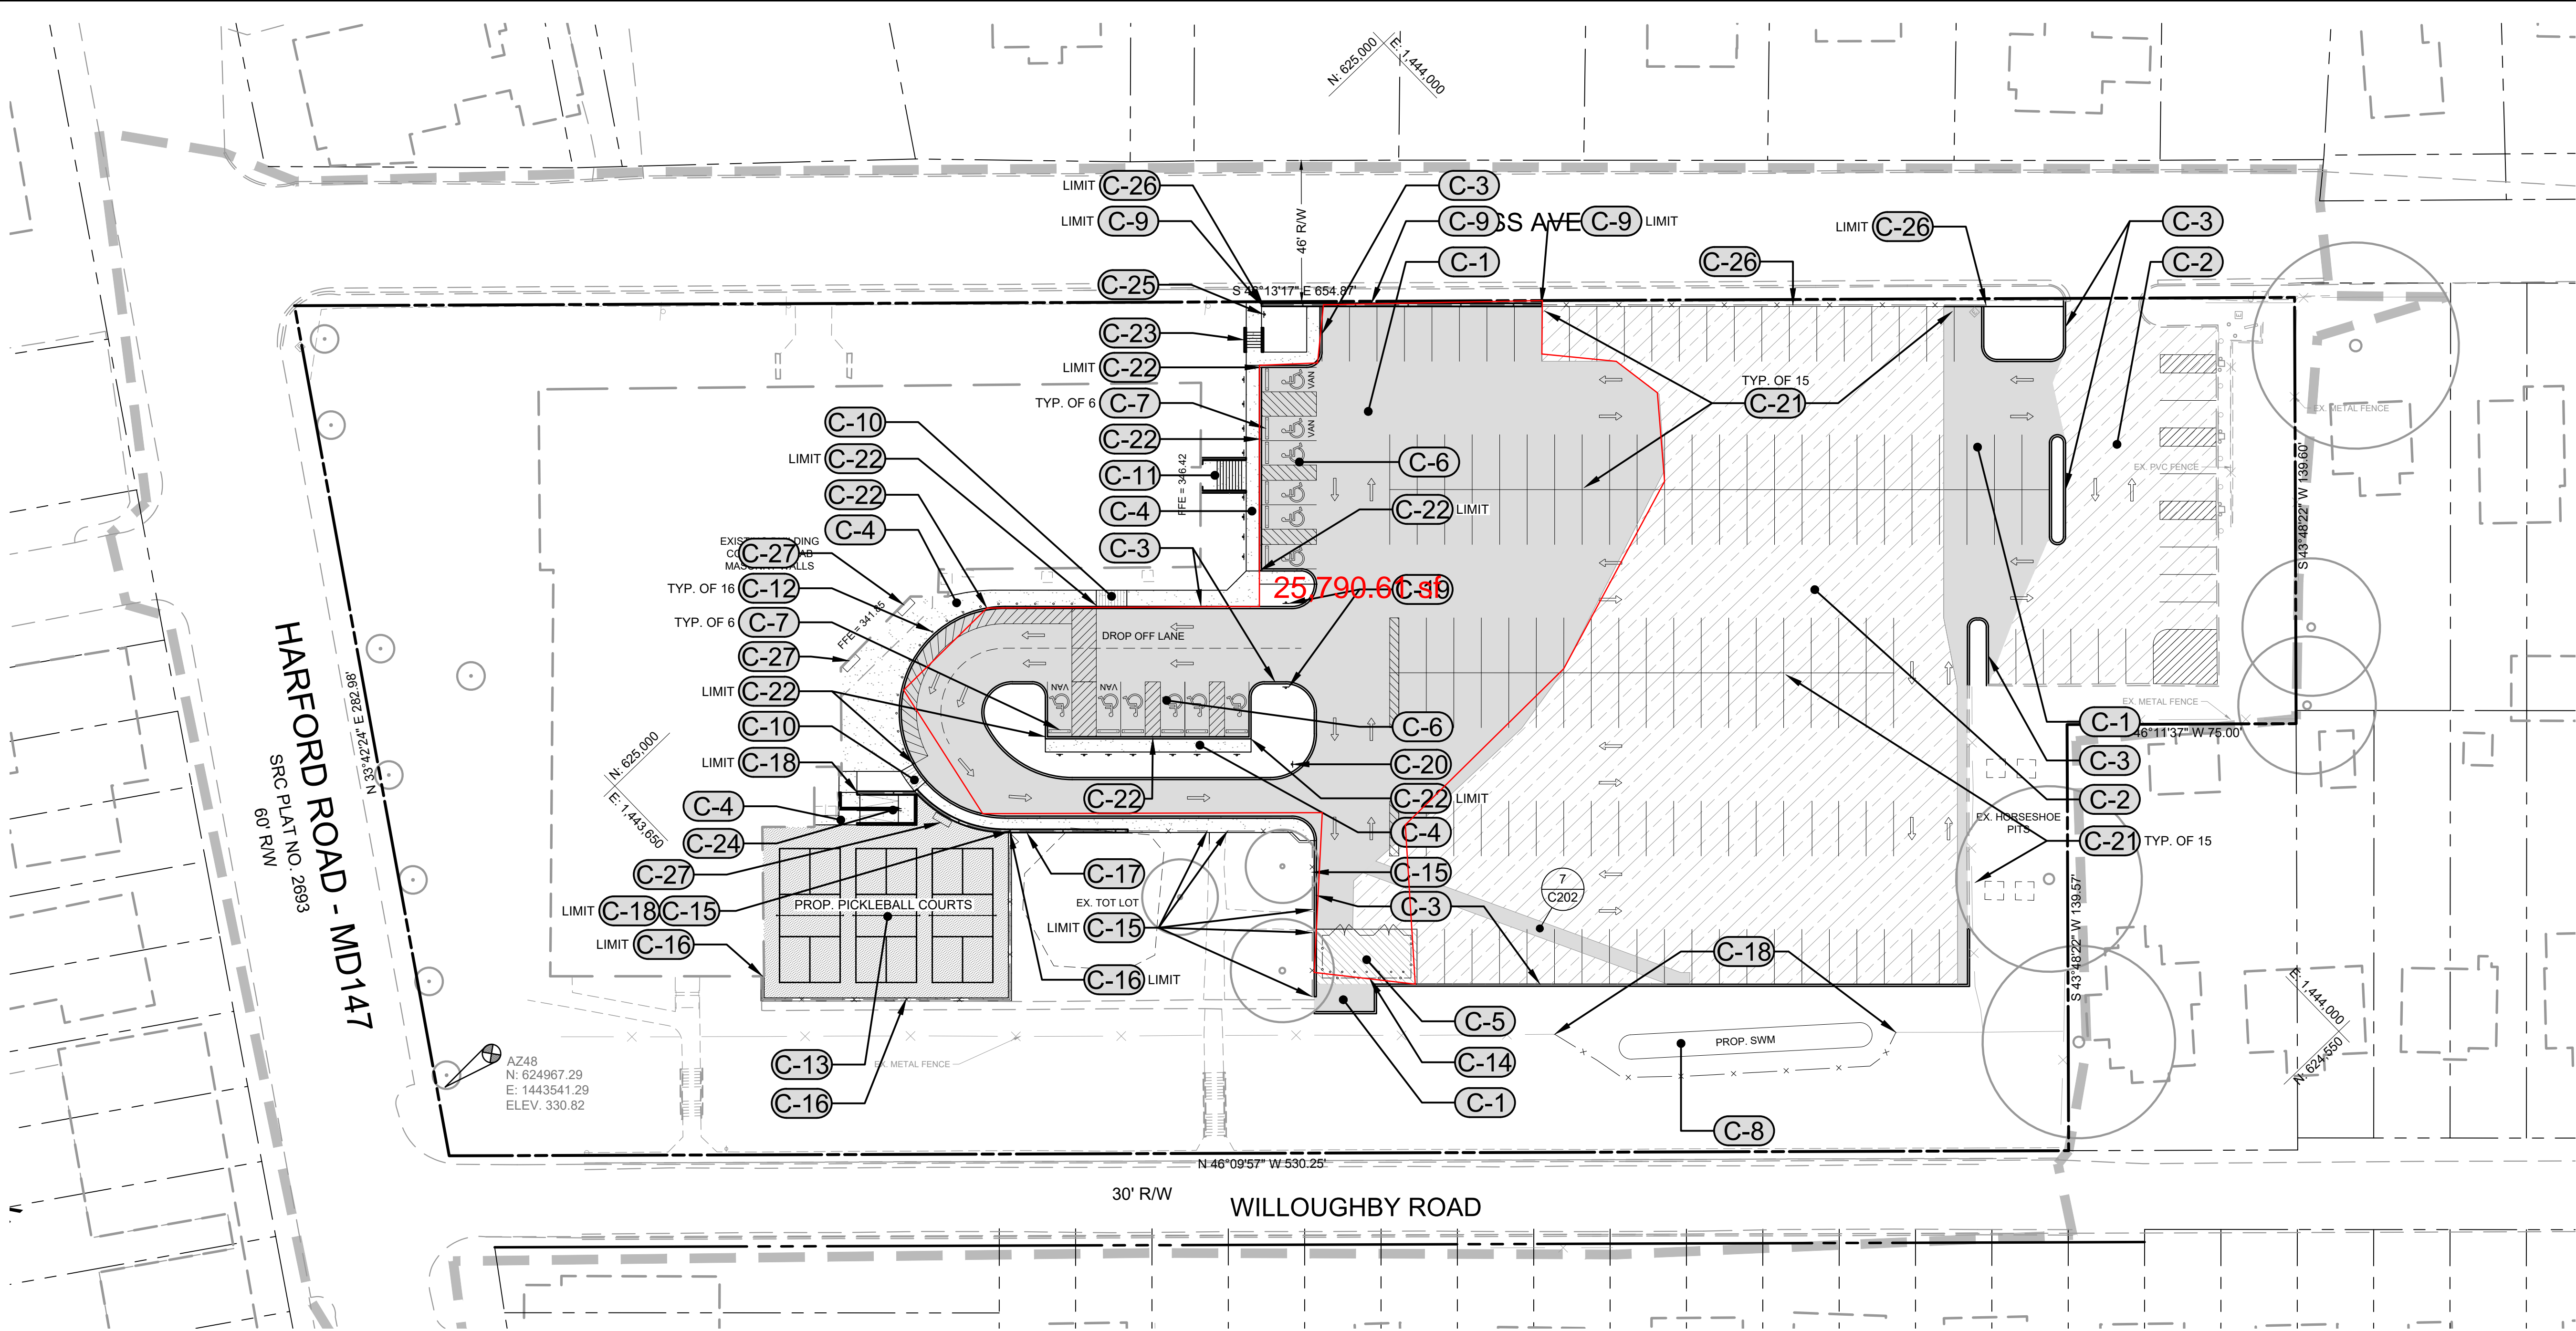 N: 625,000
E: 1,444,000
LIMIT C-26
C-3
LIMIT C-9
46' R/W
C-9
SS AVE
C-9 LIMIT
LIMIT C-26
C-3
C-1
C-26
C-2
C-25
S 46°13'17" E 654.87'
C-23
LIMIT C-22
VAN
TYP. OF 15
C-21
TYP. OF 6 C-7
VAN
EX. METAL FENCE
C-10
C-22
LIMIT C-22
C-11
FFE = 346.42
C-6
EX. PVC FENCE
S 43°48'22" W 139.60'
C-22
C-4
C-22 LIMIT
C-4
C-3
EXISTING BUILDING
C-27
MASONRY WALLS
TYP. OF 16 C-12
25,790.61 sf
C-19
TYP. OF 6 C-7
FFE = 341.85
DROP OFF LANE
C-27
LIMIT C-22
VAN
VAN
C-6
EX. METAL FENCE
C-10
C-1
46°11'37" W 75.00'
N: 625,000
E: 1,443,650
LIMIT C-18
C-20
C-3
C-4
C-22
C-22 LIMIT
C-2
C-24
C-4
EX. HORSESHOE
PITS
C-21 TYP. OF 15
C-27
C-17
C-15
7
C202
EX. TOT LOT
PROP. PICKLEBALL COURTS
LIMIT C-18 C-15
LIMIT C-15
C-3
LIMIT C-16
C-16 LIMIT
C-18
S 43°48'22" W 139.57'
HARFORD ROAD - MD147
SRC PLAT NO. 2693
60' R/W
N 33°42'24" E 282.98'
C-5
E: 1,444,000
N: 624,550
PROP. SWM
AZ48
N: 624967.29
E: 1443541.29
ELEV. 330.82
C-13
EX. METAL FENCE
C-14
C-16
C-1
C-8
N 46°09'57" W 530.25'
30' R/W
WILLOUGHBY ROAD